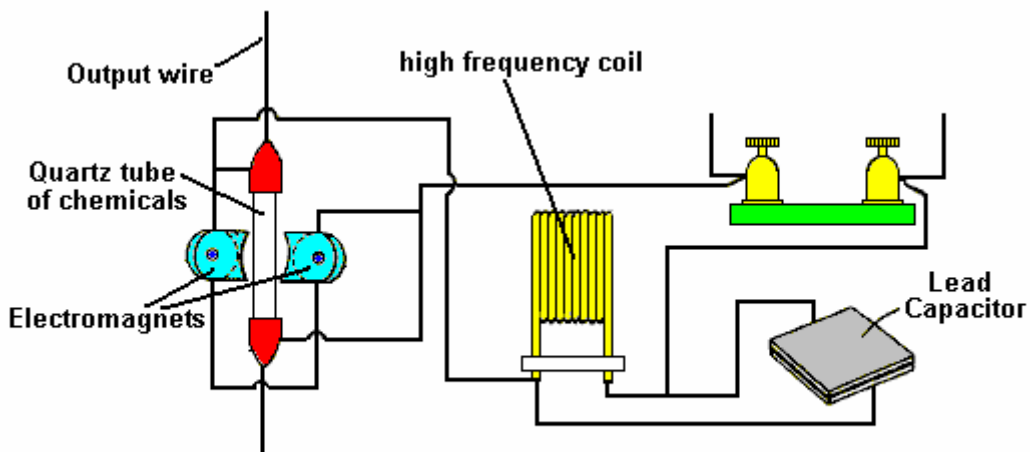 Output wire
high frequency coil
Quartz tube
of chemicals
Electromagnets
Lead
Capacitor